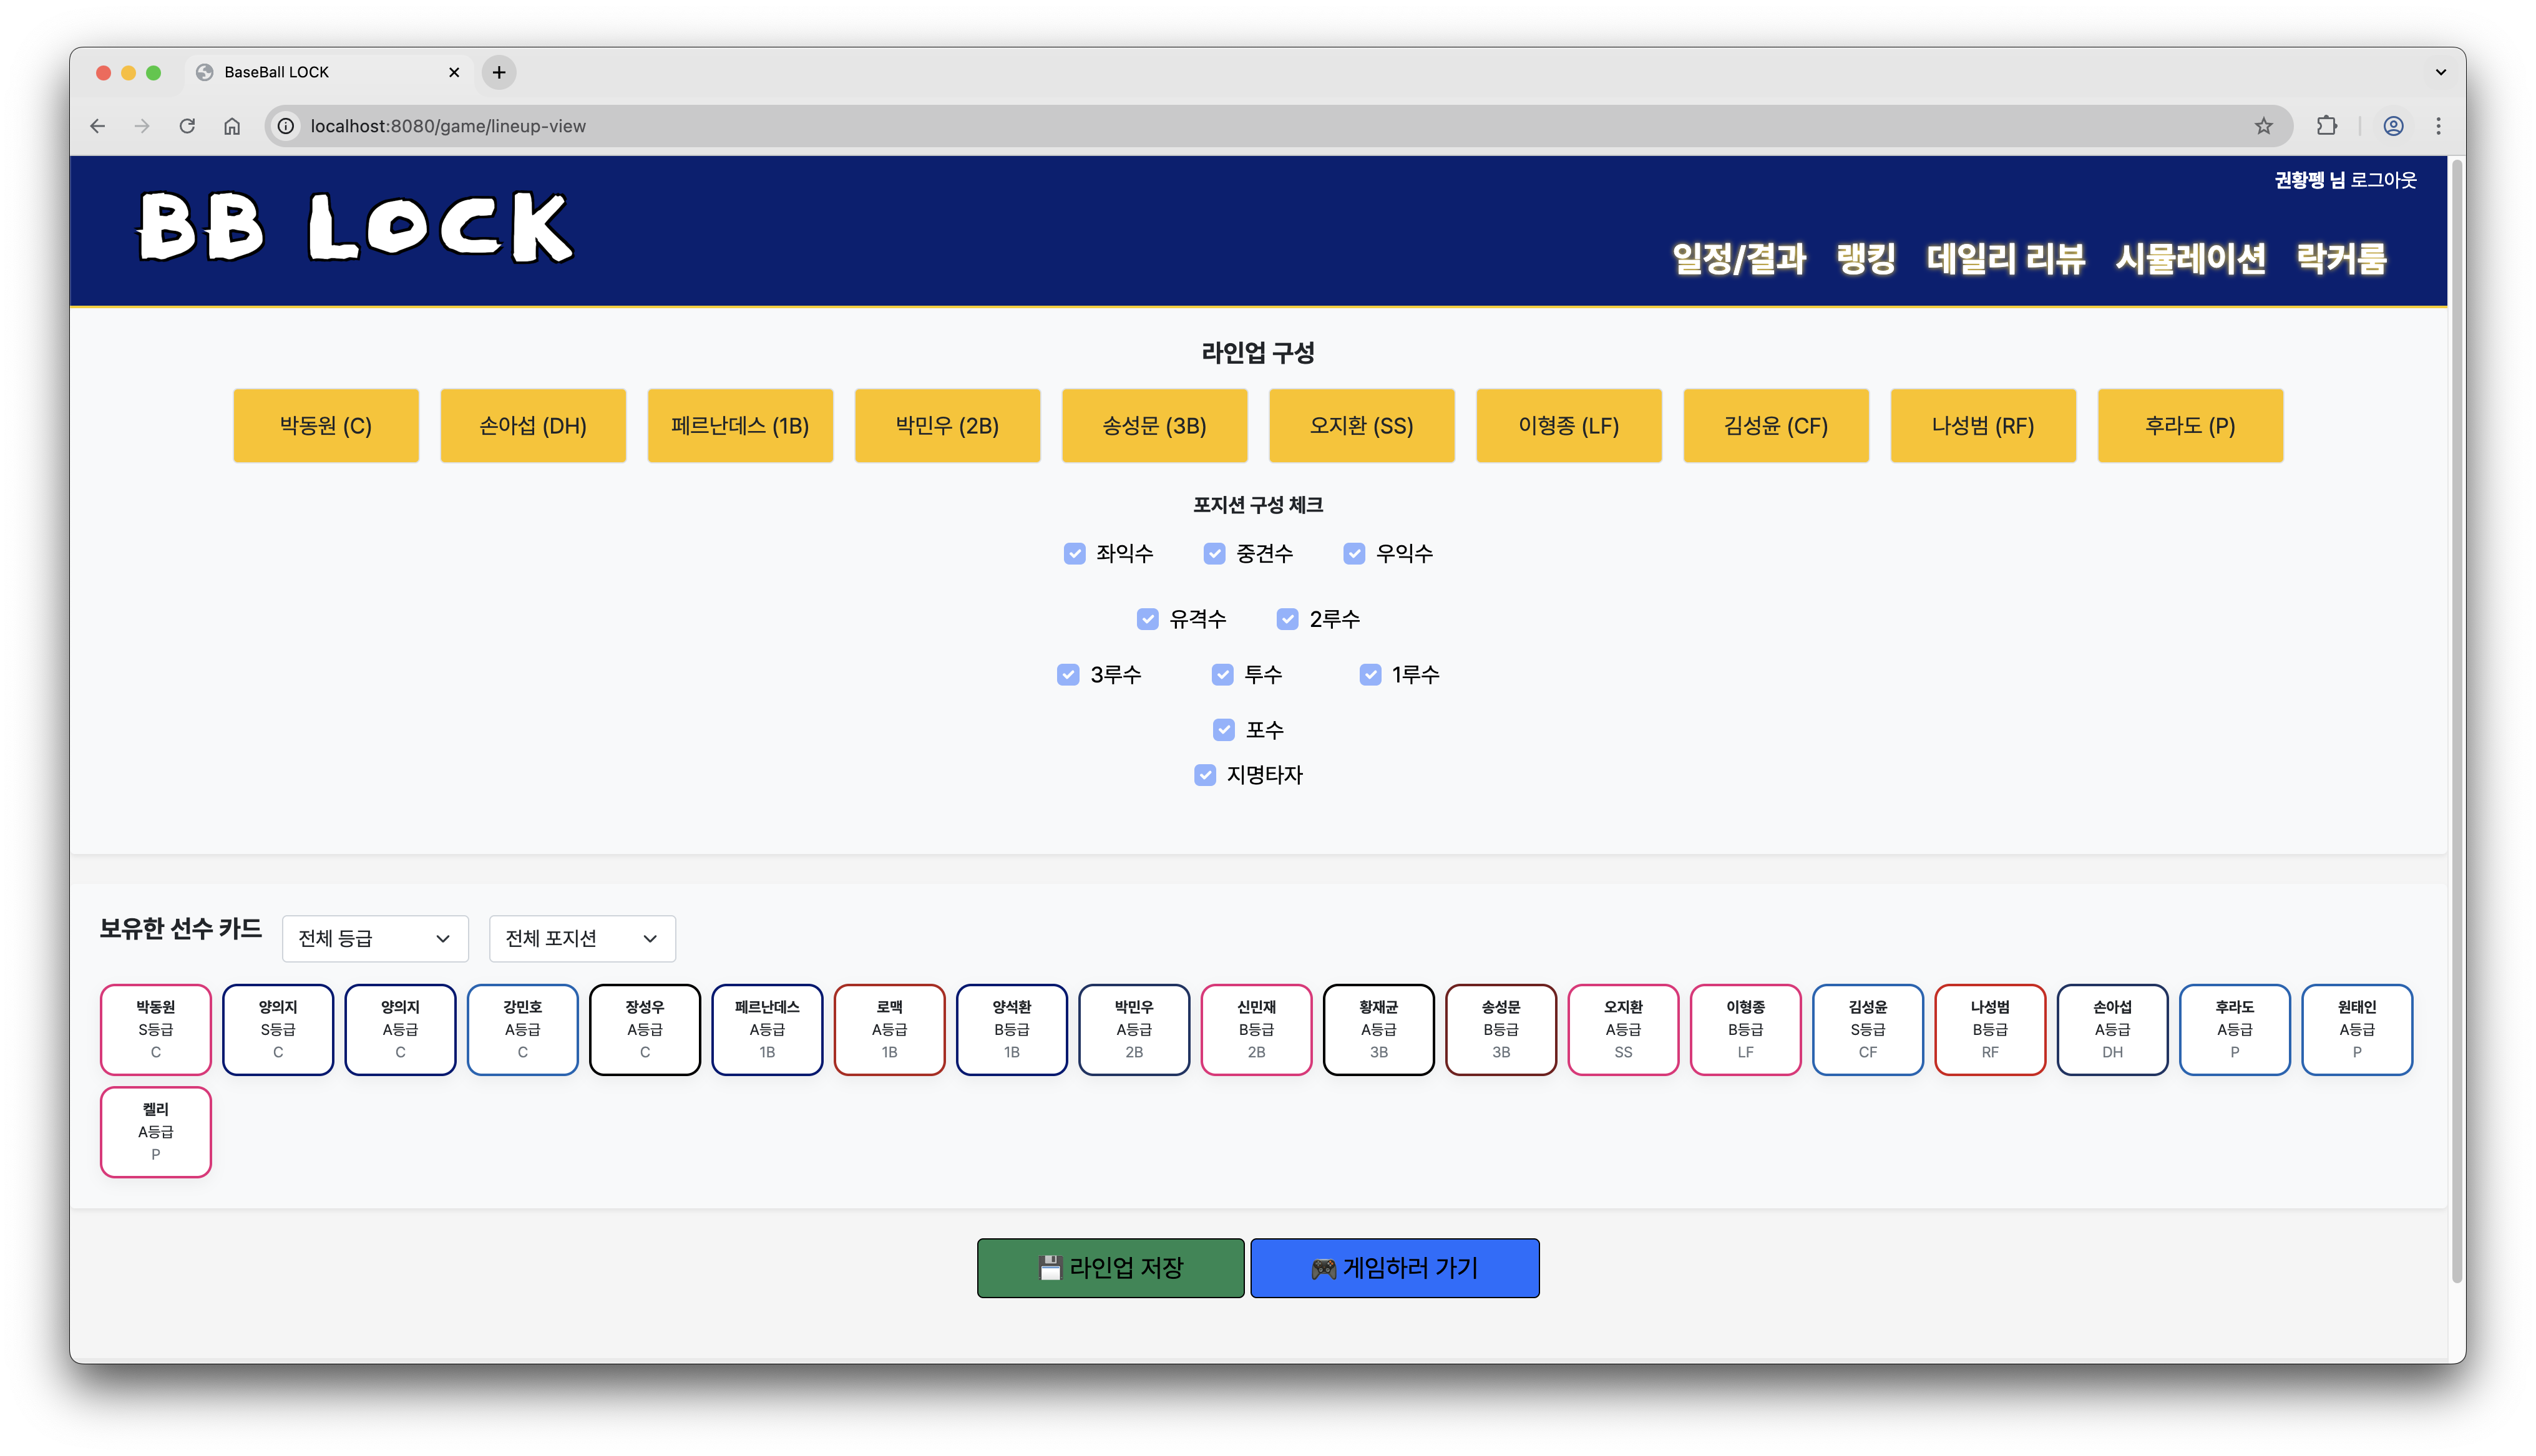 BaseBall LOCK
localhost:8080/game/lineup-view
BB LOCK
권황펭 님 로그아웃
일정/결과 랭킹 데일리 리뷰 시뮬레이션 락커룸
라인업 구성
박동원 (C) 손아섭 (DH) 페르난데스 (1B) 박민우 (2B) 송성문 (3B) 오지환 (SS) 이형종 (LF) 김성윤 (CF) 나성범 (RF) 후라도 (P)
포지션 구성 체크
좌익수 중견수 우익수
유격수 2루수
3루수 투수 1루수
포수
지명타자
보유한 선수 카드 전체 등급 전체 포지션
박동원 양의지 양의지 강민호 장성우 페르난데스 로맥 양석환 박민우 신민재 황재균 송성문 오지환 이형종 김성윤 나성범 손아섭 후라도 원태인
S등급 S등급 A등급 A등급 A등급 A등급 A등급 B등급 A등급 B등급 A등급 B등급 A등급 B등급 S등급 B등급 A등급 A등급 A등급
C C C C C 1B 1B 1B 2B 2B 3B 3B SS LF CF RF DH P P
켈리
A등급
P
💾 라인업 저장 🎮 게임하러 가기